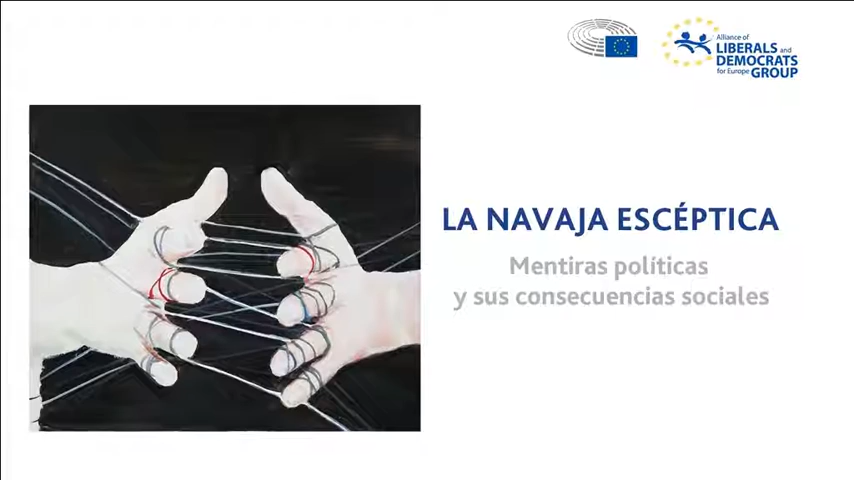 Alliance of
LIBERALS and
DEMOCRATS
for Europe GROUP
LA NAVAJA ESCÉPTICA
Mentiras políticas
y sus consecuencias sociales